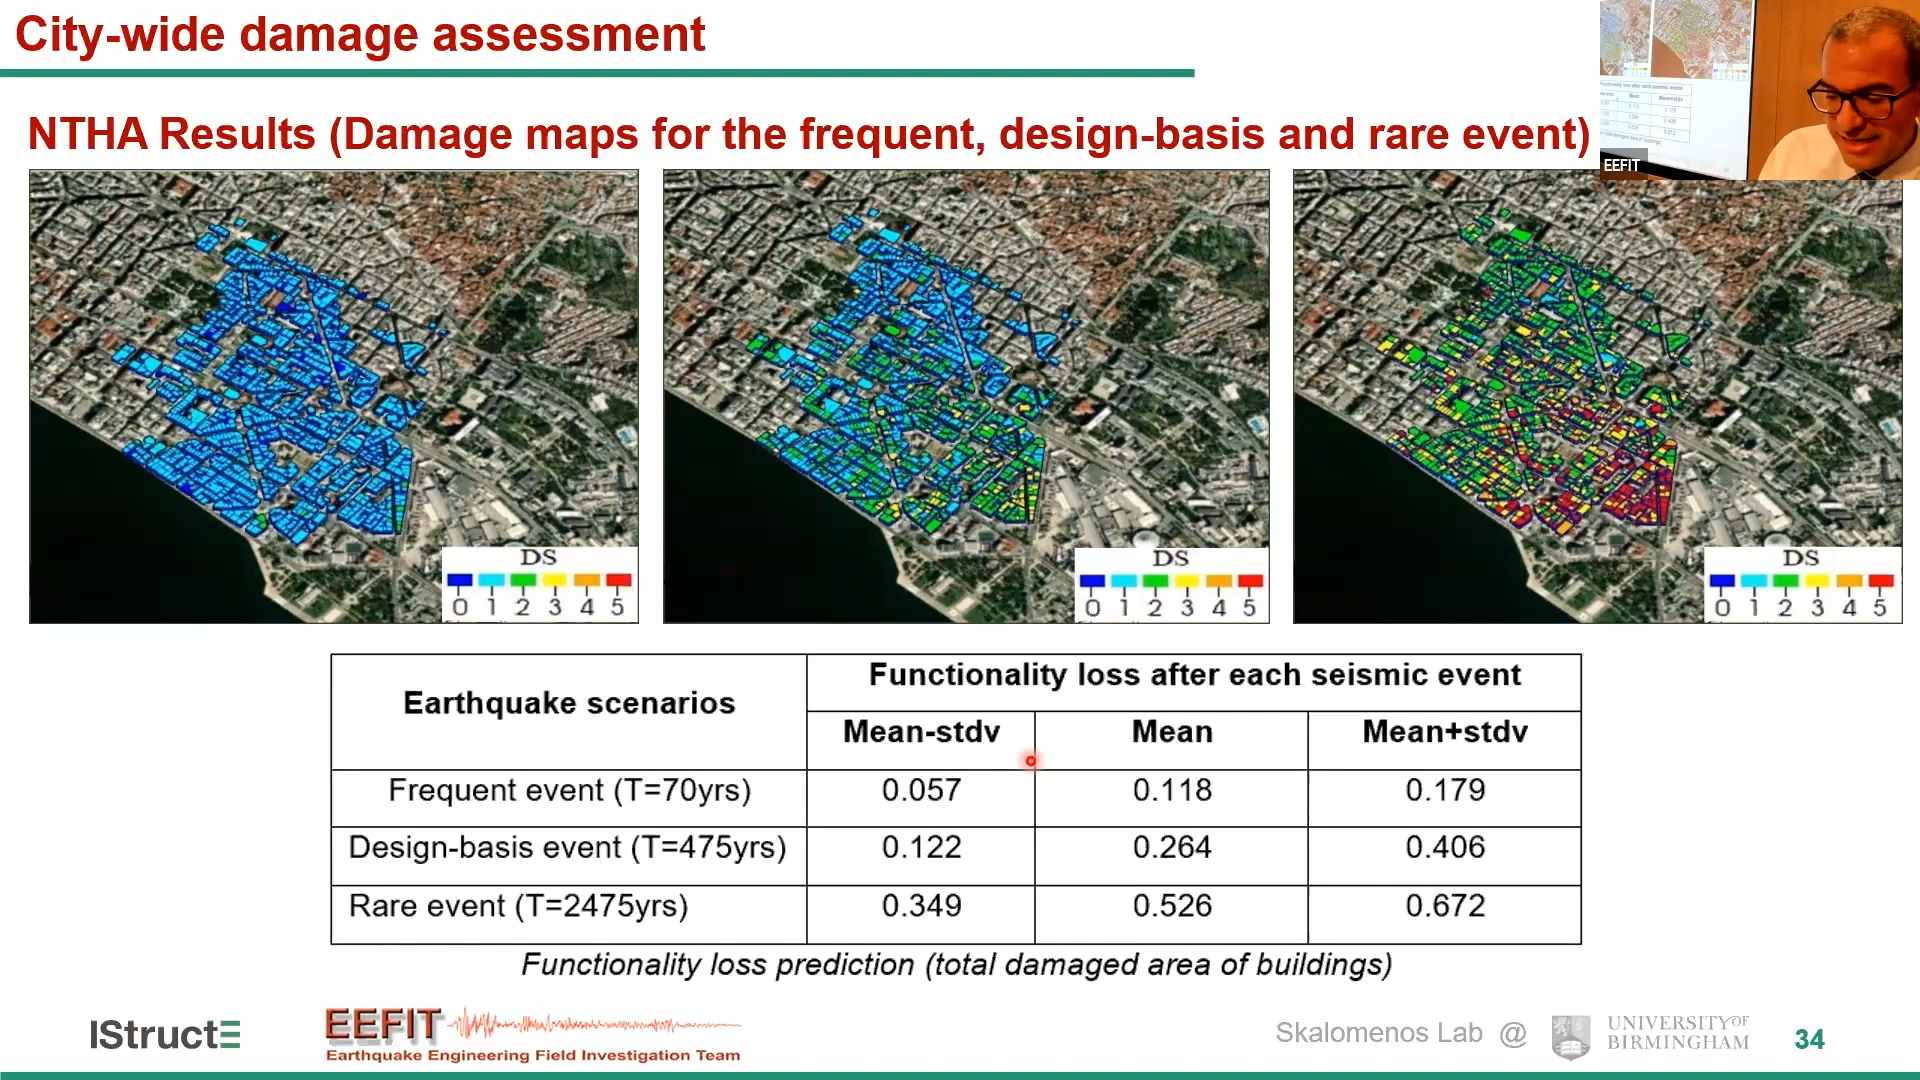 City-wide damage assessment
EEFIT
NTHA Results (Damage maps for the frequent, design-basis and rare event)
DS
0 1 2 3 4 5
DS
0 1 2 3 4 5
DS
0 1 2 3 4 5
Earthquake scenarios
Functionality loss after each seismic event
Mean-stdv Mean Mean+stdv
Frequent event (T=70yrs) 0.057 0.118 0.179
Design-basis event (T=475yrs) 0.122 0.264 0.406
Rare event (T=2475yrs) 0.349 0.526 0.672
Functionality loss prediction (total damaged area of buildings)
IStructE
EEFIT
Earthquake Engineering Field Investigation Team
Skalomenos Lab @
UNIVERSITY OF
BIRMINGHAM
34